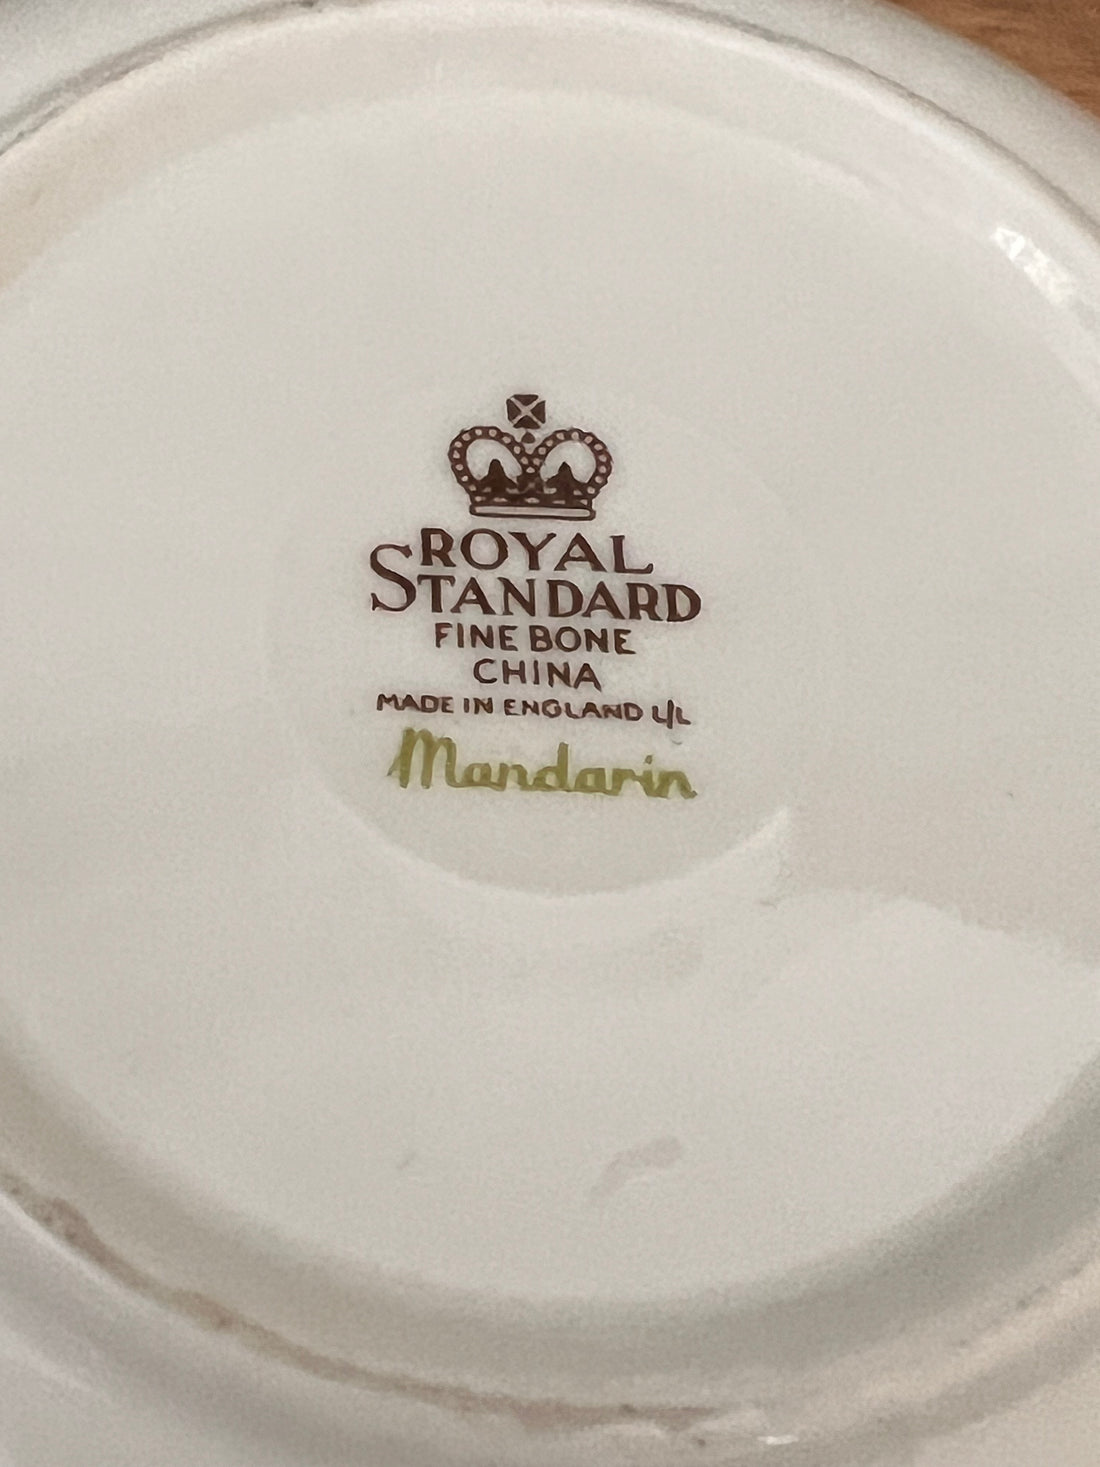 ROYAL
STANDARD
FINE BONE
CHINA
MADE IN ENGLAND L/L
Mandarin